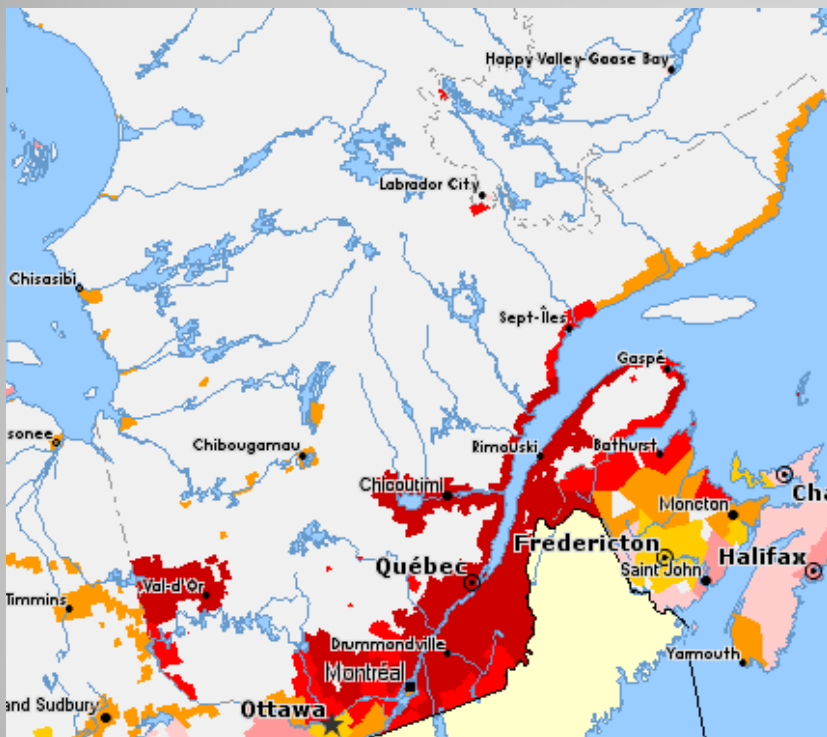 Happy Valley-Goose Bay
Labrador City
Chisasibi
Sept-Îles
Gaspé
sonee
Chibougamau
Rimouski
Bathurst
Chicoutimi
Cha
Moncton
Québec
Fredericton
Halifax
Val-d'Or
Saint John
Timmins
Drummondville
Yarmouth
Montréal
and Sudbury
Ottawa